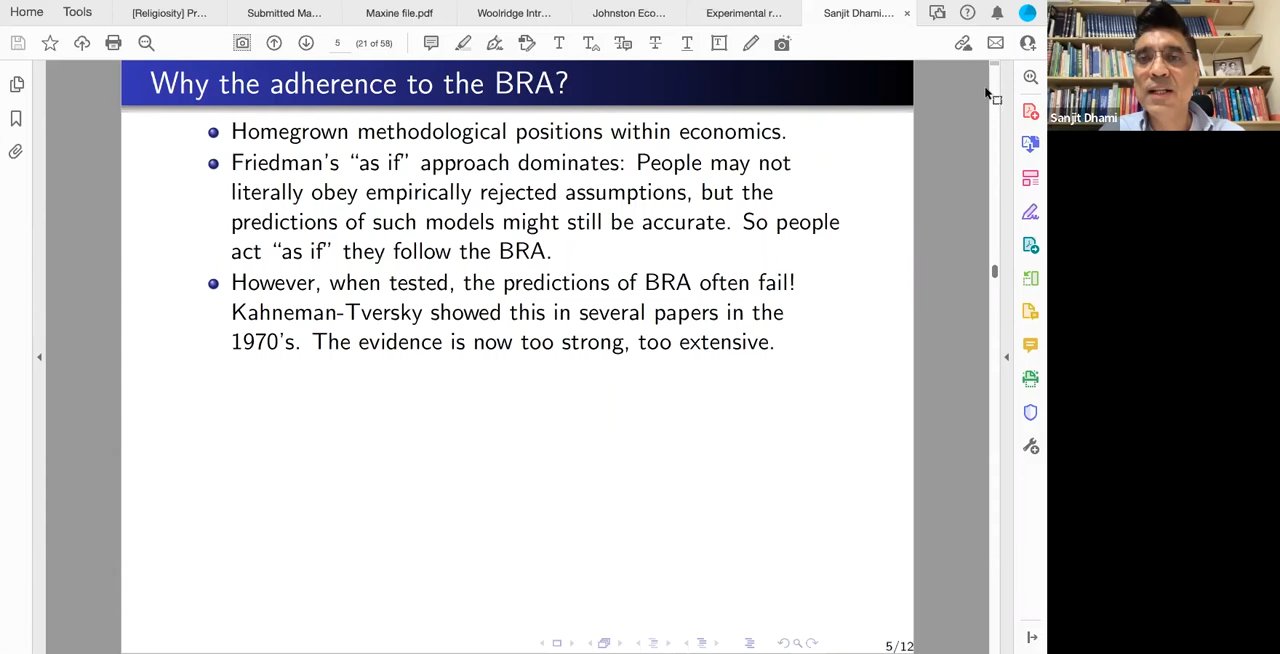 Home Tools [Religiosity] Pr... Submitted Ma... Maxine file.pdf Woolridge Intr... Johnston Eco... Experimental r... Sanjit Dhami.... ×
5 (21 of 58)
Why the adherence to the BRA?
Homegrown methodological positions within economics.
Friedman's “as if” approach dominates: People may not
literally obey empirically rejected assumptions, but the
predictions of such models might still be accurate. So people
act “as if” they follow the BRA.
However, when tested, the predictions of BRA often fail!
Kahneman-Tversky showed this in several papers in the
1970's. The evidence is now too strong, too extensive.
5/12
Sanjit Dhami